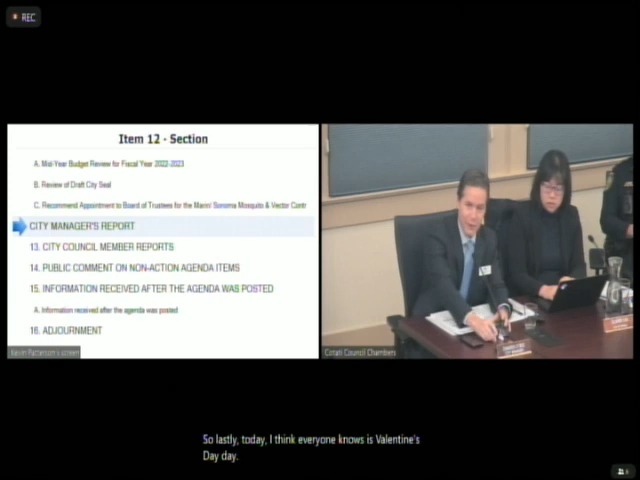 REC
Item 12 - Section
A. Mid-Year Budget Review for Fiscal Year 2022-2023
B. Review of Draft City Seal
C. Recommend Appointment to Board of Trustees for the Marin/ Sonoma Mosquito & Vector Contr
CITY MANAGER'S REPORT
13. CITY COUNCIL MEMBER REPORTS
14. PUBLIC COMMENT ON NON-ACTION AGENDA ITEMS
15. INFORMATION RECEIVED AFTER THE AGENDA WAS POSTED
A. Information received after the agenda was posted
16. ADJOURNMENT
Kevin Patterson's screen
Cotati Council Chambers
So lastly, today, I think everyone knows is Valentine's
Day day.